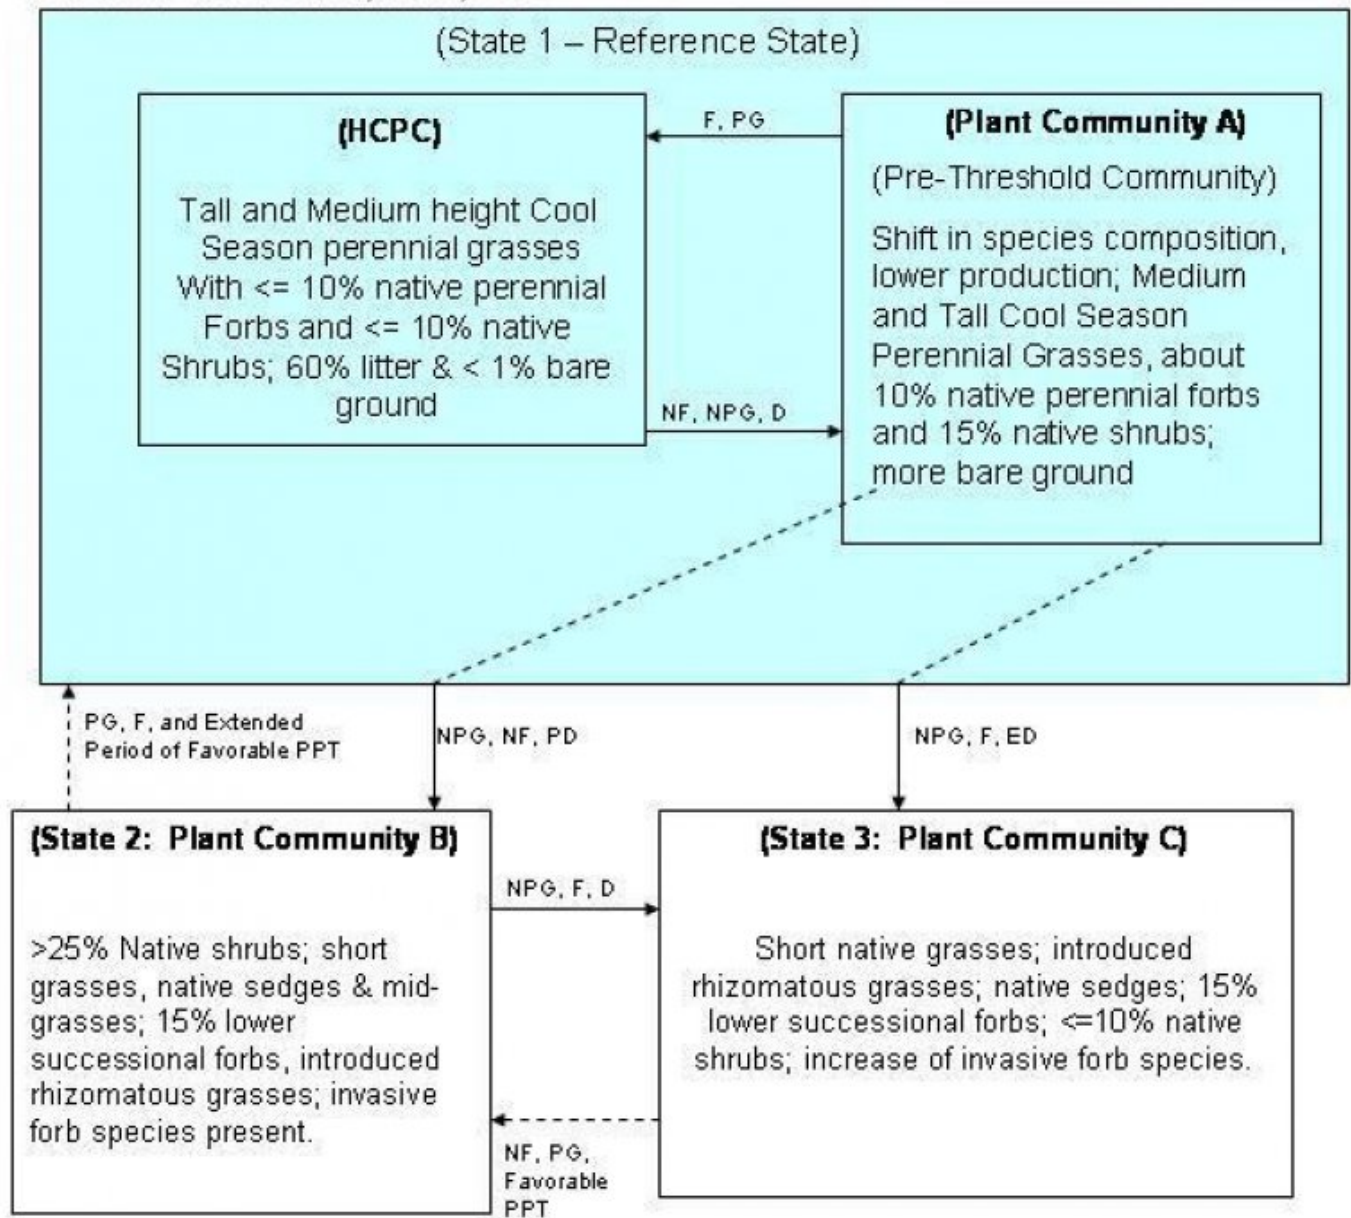 (State 1 – Reference State)
(HCPC)
Tall and Medium height Cool
Season perennial grasses
With <= 10% native perennial
Forbs and <= 10% native
Shrubs; 60% litter & < 1% bare
ground
F, PG
NF, NPG, D
(Plant Community A)
(Pre-Threshold Community)
Shift in species composition,
lower production; Medium
and Tall Cool Season
Perennial Grasses, about
10% native perennial forbs
and 15% native shrubs;
more bare ground
PG, F, and Extended
Period of Favorable PPT
NPG, NF, PD
NPG, F, ED
(State 2:  Plant Community B)
>25% Native shrubs; short
grasses, native sedges & mid-
grasses; 15% lower
successional forbs, introduced
rhizomatous grasses; invasive
forb species present.
NPG, F, D
NF, PG,
Favorable
PPT
(State 3:  Plant Community C)
Short native grasses; introduced
rhizomatous grasses; native sedges; 15%
lower successional forbs; <=10% native
shrubs; increase of invasive forb species.